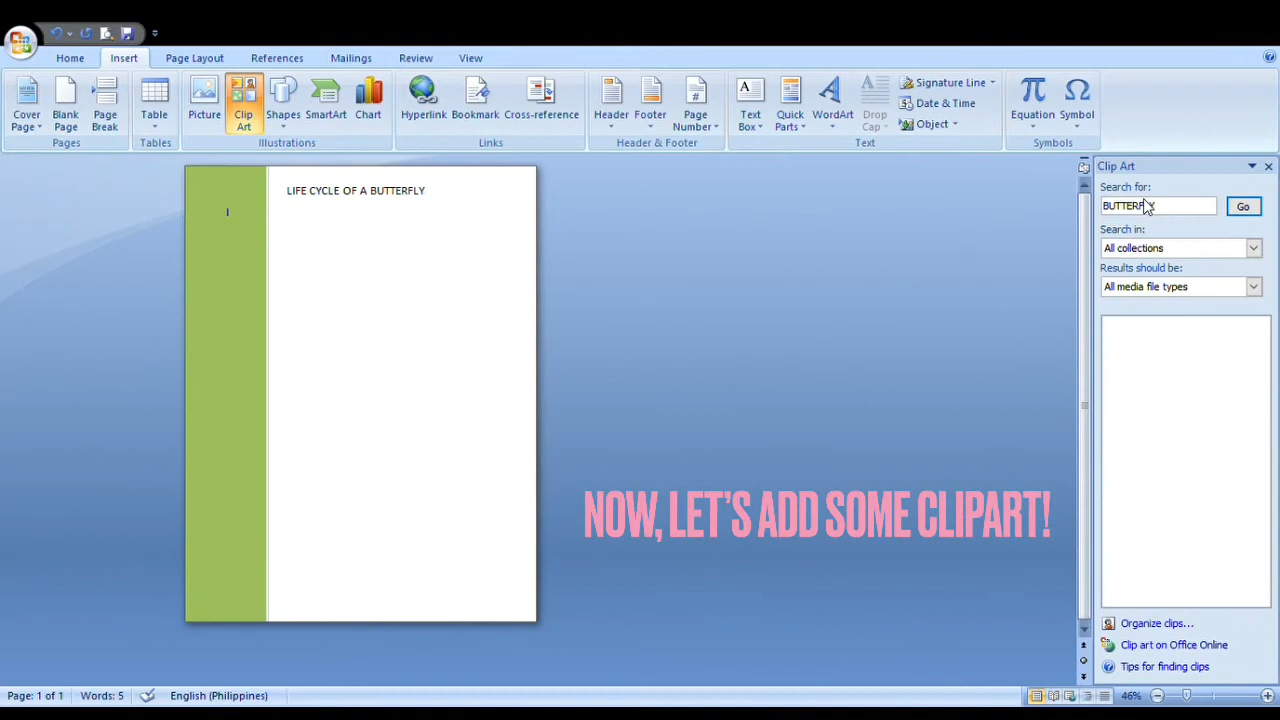 Home Insert Page Layout References Mailings Review View
Cover Page Blank Page Page Break Table Picture Clip Art Shapes SmartArt Chart Hyperlink Bookmark Cross-reference Header Footer Page Number Text Box Quick Parts WordArt Drop Cap Signature Line Date & Time Object Equation Symbol
Pages Tables Illustrations Links Header & Footer Text Symbols
LIFE CYCLE OF A BUTTERFLY
NOW, LET'S ADD SOME CLIPART!
Clip Art
Search for:
BUTTERFLY Go
Search in:
All collections
Results should be:
All media file types
Organize clips...
Clip art on Office Online
Tips for finding clips
Page: 1 of 1 Words: 5 English (Philippines) 46%